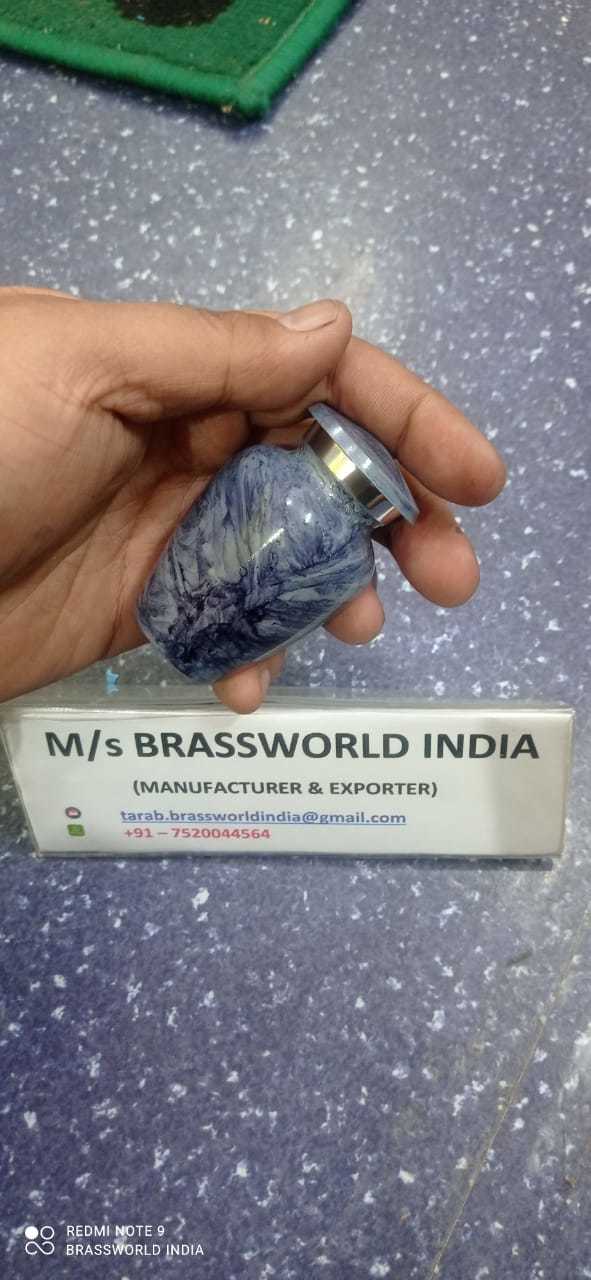 M/s BRASSWORLD INDIA
(MANUFACTURER & EXPORTER)
tarab.brassworldindia@gmail.com
+91 – 7520044564
REDMI NOTE 9
BRASSWORLD INDIA